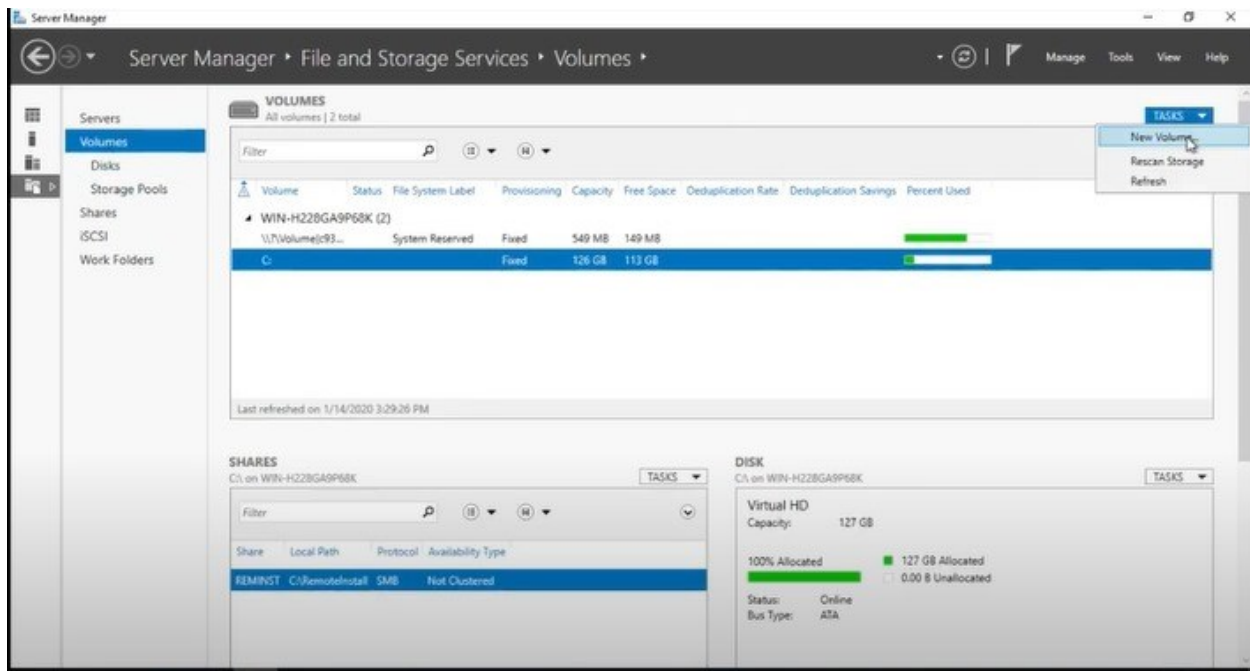 Server Manager
Server Manager ‣ File and Storage Services ‣ Volumes ‣
Manage Tools View Help
Servers
Volumes
Disks
Storage Pools
Shares
iSCSI
Work Folders
VOLUMES
All volumes | 2 total
TASKS
New Volume...
Rescan Storage
Refresh
Filter
Volume Status File System Label Provisioning Capacity Free Space Deduplication Rate Deduplication Savings Percent Used
WIN-H228GA9P68K (2)
\\?\Volume{c93... System Reserved Fixed 549 MB 149 MB
C: Fixed 126 GB 113 GB
Last refreshed on 1/14/2020 3:29:26 PM
SHARES
C:\ on WIN-H228GA9P68K
TASKS
Filter
Share Local Path Protocol Availability Type
REMINST C:\RemoteInstall SMB Not Clustered
DISK
C:\ on WIN-H228GA9P68K
TASKS
Virtual HD
Capacity: 127 GB
100% Allocated
127 GB Allocated
0.00 B Unallocated
Status: Online
Bus Type: ATA